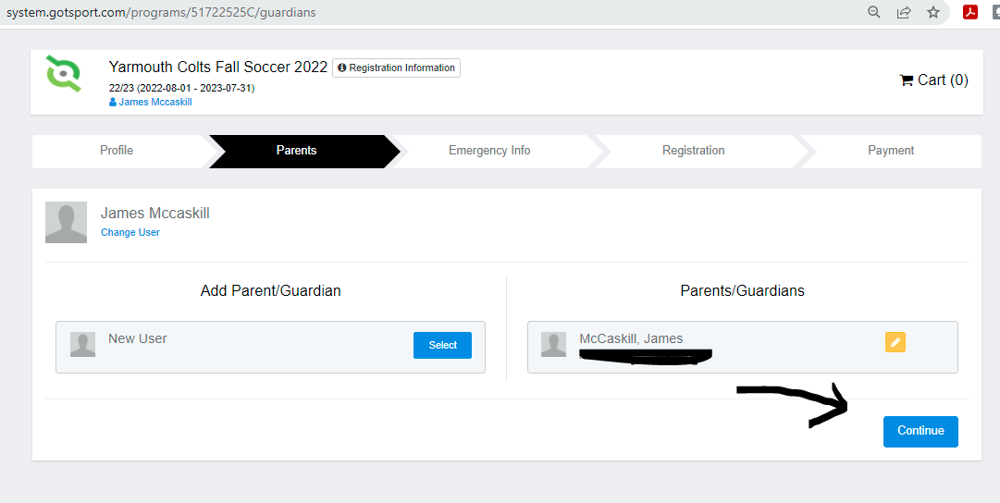 system.gotsport.com/programs/51722525C/guardians
Yarmouth Colts Fall Soccer 2022 Registration Information
22/23 (2022-08-01 - 2023-07-31)
James Mccaskill
Cart (0)
Profile
Parents
Emergency Info
Registration
Payment
James Mccaskill
Change User
Add Parent/Guardian
New User
Select
Parents/Guardians
McCaskill, James
Continue